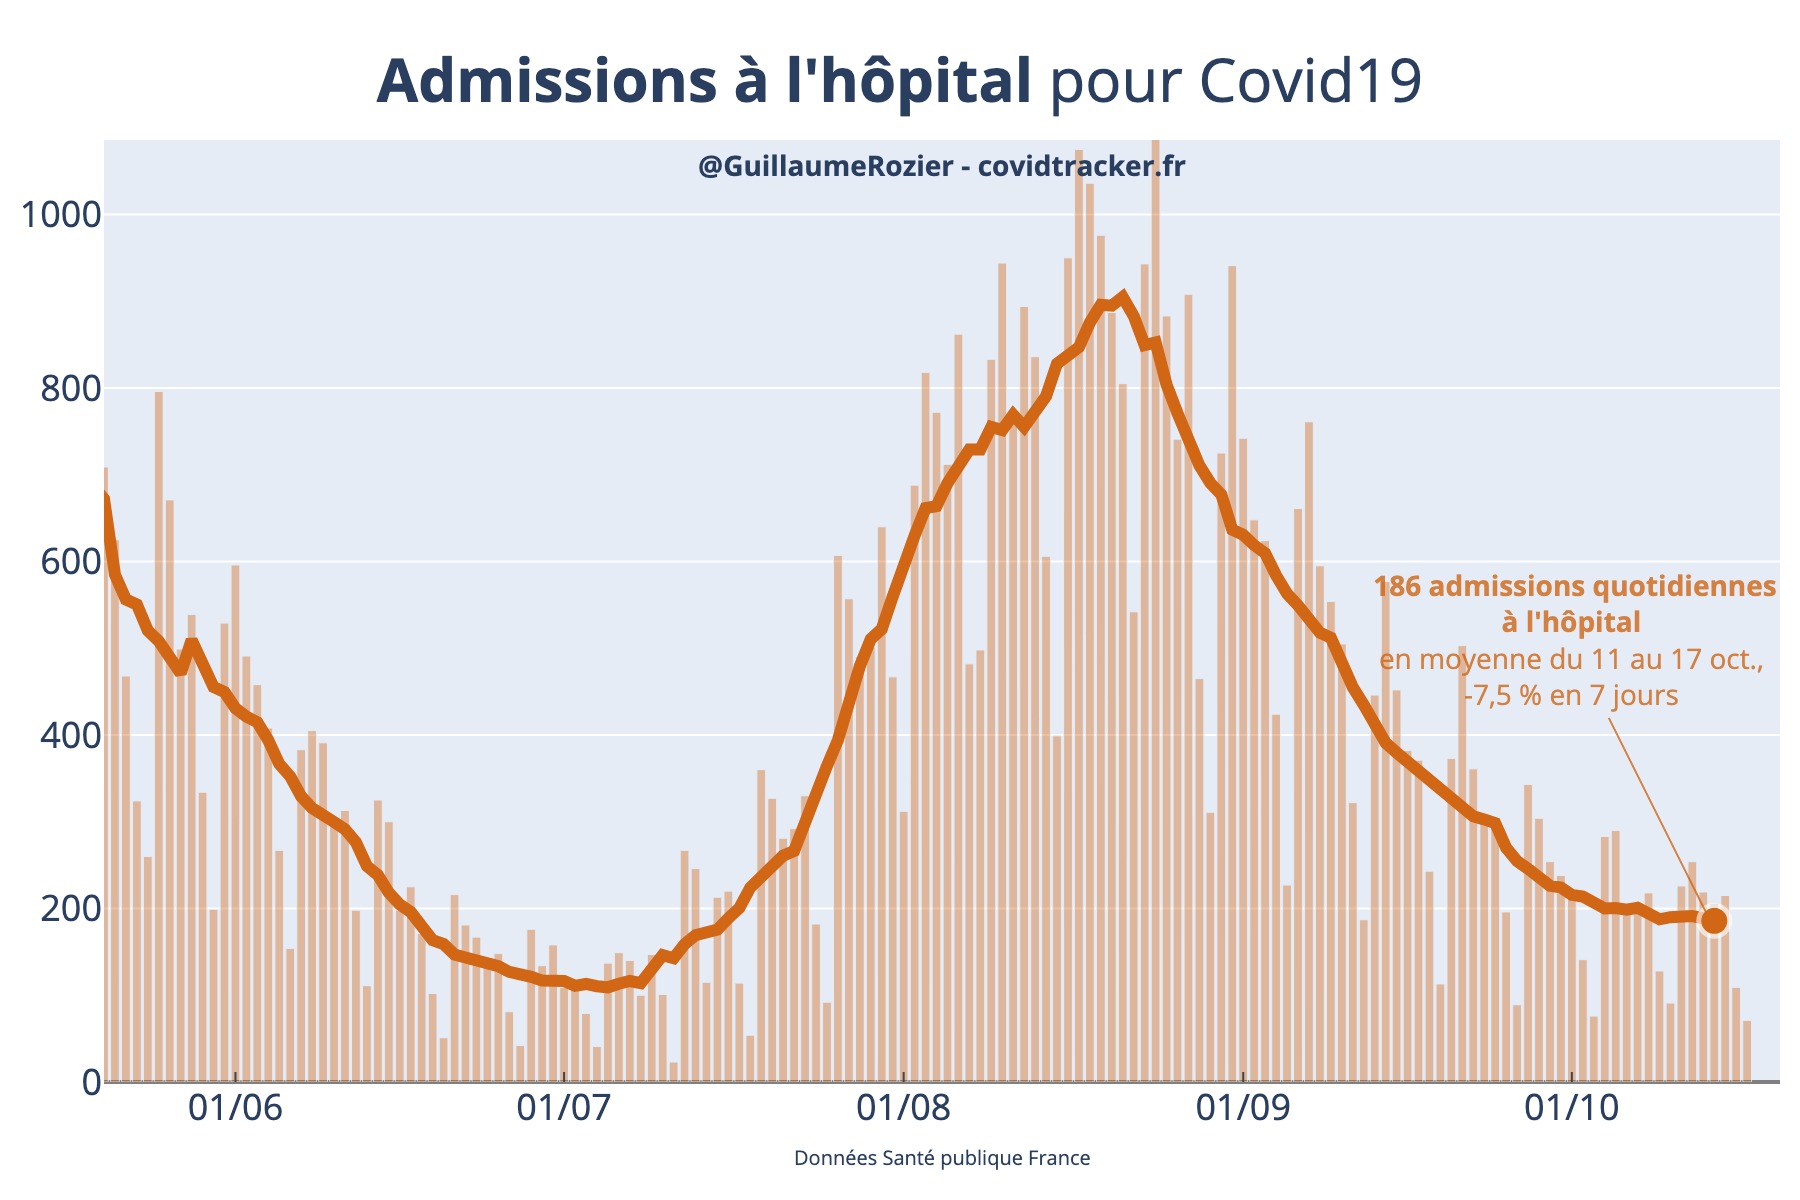 Admissions à l'hôpital pour Covid19
@GuillaumeRozier - covidtracker.fr
1000
800
600
400
200
0
186 admissions quotidiennes
à l'hôpital
en moyenne du 11 au 17 oct.,
-7,5 % en 7 jours
01/06 01/07 01/08 01/09 01/10
Données Santé publique France